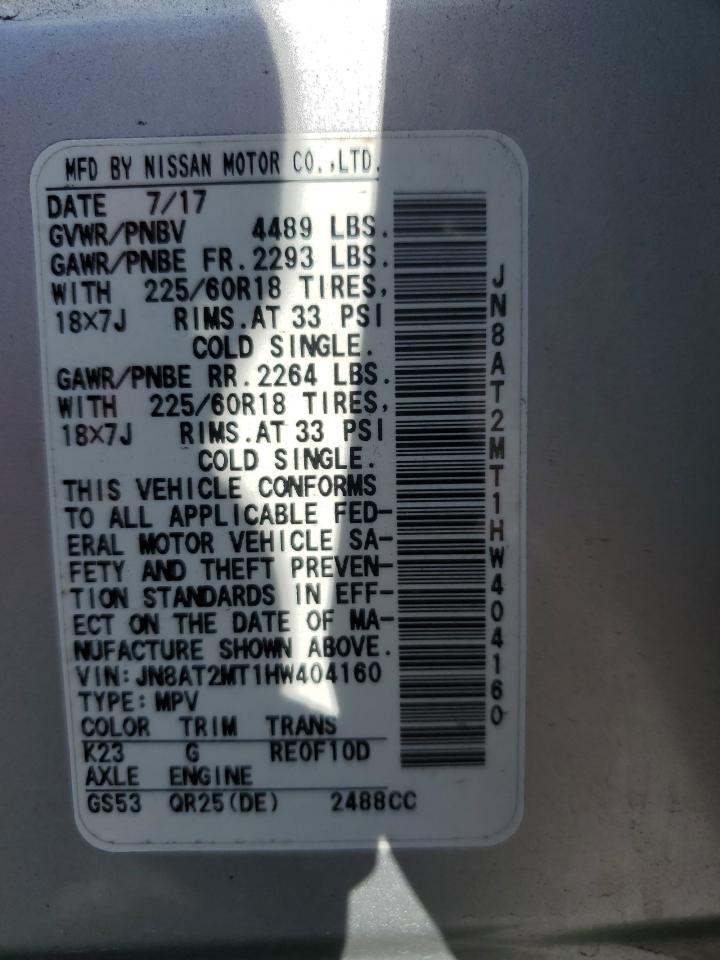 MFD BY NISSAN MOTOR CO.,LTD.
DATE 7/17
GVWR/PNBV 4489 LBS.
GAWR/PNBE FR. 2293 LBS.
WITH 225/60R18 TIRES,
18X7J RIMS. AT 33 PSI
COLD SINGLE.
GAWR/PNBE RR. 2264 LBS.
WITH 225/60R18 TIRES,
18X7J RIMS. AT 33 PSI
COLD SINGLE.
THIS VEHICLE CONFORMS
TO ALL APPLICABLE FED-
ERAL MOTOR VEHICLE SA-
FETY AND THEFT PREVEN-
TION STANDARDS IN EFF-
ECT ON THE DATE OF MA-
NUFACTURE SHOWN ABOVE.
VIN: JN8AT2MT1HW404160
TYPE: MPV
COLOR TRIM TRANS
K23 G RE0F10D
AXLE ENGINE
GS53 QR25(DE) 2488CC
JN8AT2MT1HW404160